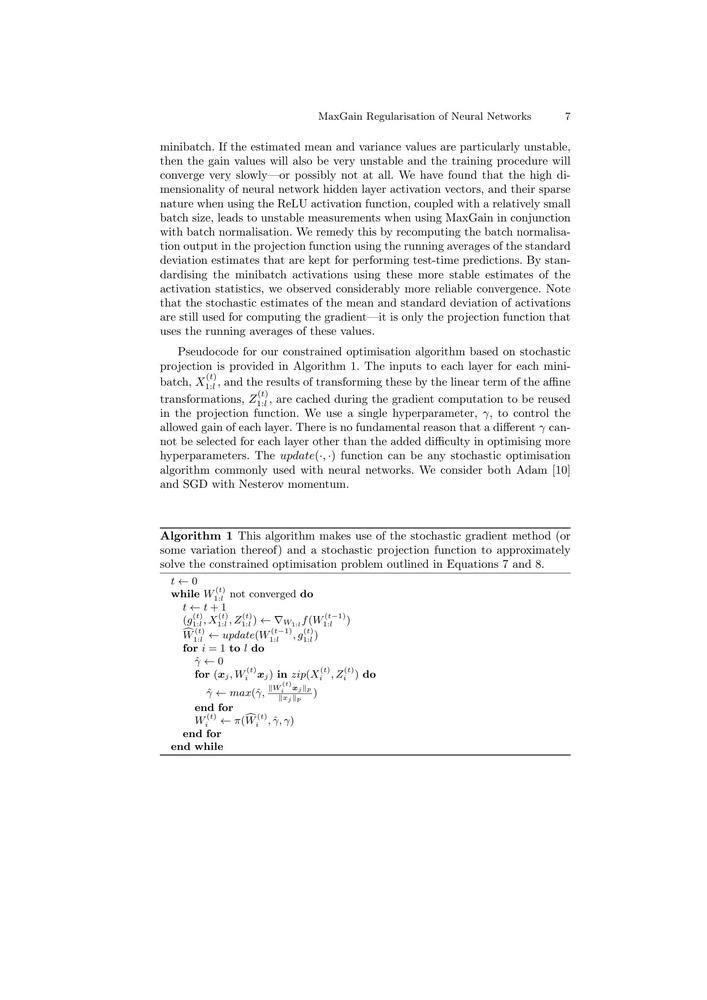 MaxGain Regularisation of Neural Networks 7
minibatch. If the estimated mean and variance values are particularly unstable,
then the gain values will also be very unstable and the training procedure will
converge very slowly—or possibly not at all. We have found that the high di-
mensionality of neural network hidden layer activation vectors, and their sparse
nature when using the ReLU activation function, coupled with a relatively small
batch size, leads to unstable measurements when using MaxGain in conjunction
with batch normalisation. We remedy this by recomputing the batch normalisa-
tion output in the projection function using the running averages of the standard
deviation estimates that are kept for performing test-time predictions. By stan-
dardising the minibatch activations using these more stable estimates of the
activation statistics, we observed considerably more reliable convergence. Note
that the stochastic estimates of the mean and standard deviation of activations
are still used for computing the gradient—it is only the projection function that
uses the running averages of these values.
Pseudocode for our constrained optimisation algorithm based on stochastic
projection is provided in Algorithm 1. The inputs to each layer for each mini-
batch, $X_{1:l}^{(t)}$, and the results of transforming these by the linear term of the affine
transformations, $Z_{1:l}^{(t)}$, are cached during the gradient computation to be reused
in the projection function. We use a single hyperparameter, γ, to control the
allowed gain of each layer. There is no fundamental reason that a different γ can-
not be selected for each layer other than the added difficulty in optimising more
hyperparameters. The update(·, ·) function can be any stochastic optimisation
algorithm commonly used with neural networks. We consider both Adam [10]
and SGD with Nesterov momentum.
Algorithm 1 This algorithm makes use of the stochastic gradient method (or
some variation thereof) and a stochastic projection function to approximately
solve the constrained optimisation problem outlined in Equations 7 and 8.
t ← 0
while $W_{1:l}^{(t)}$ not converged do
t ← t + 1
$(g_{1:l}^{(t)}, X_{1:l}^{(t)}, Z_{1:l}^{(t)}) \leftarrow \nabla_{W_{1:l}} f(W_{1:l}^{(t-1)})$
$\widehat{W}_{1:l}^{(t)} \leftarrow update(W_{1:l}^{(t-1)}, g_{1:l}^{(t)})$
for i = 1 to l do
$\hat{\gamma} \leftarrow 0$
for $(\boldsymbol{x}_j, W_i^{(t)}\boldsymbol{x}_j)$ in $zip(X_i^{(t)}, Z_i^{(t)})$ do
$\hat{\gamma} \leftarrow max(\hat{\gamma}, \frac{\|W_i^{(t)}\boldsymbol{x}_j\|_p}{\|x_j\|_p})$
end for
$W_i^{(t)} \leftarrow \pi(\widehat{W}_i^{(t)}, \hat{\gamma}, \gamma)$
end for
end while